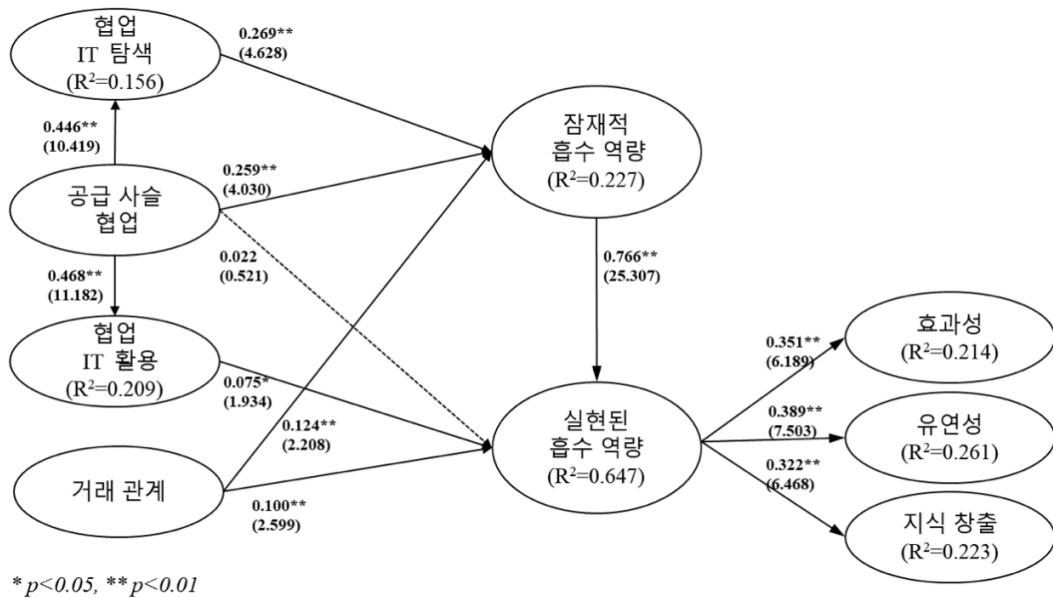 협업
IT 탐색
(R²=0.156)
0.269**
(4.628)
0.446**
(10.419)
잠재적
흡수 역량
(R²=0.227)
공급 사슬
협업
0.259**
(4.030)
0.022
(0.521)
0.468**
(11.182)
0.766**
(25.307)
협업
IT 활용
(R²=0.209)
0.075*
(1.934)
0.124**
(2.208)
거래 관계
0.100**
(2.599)
실현된
흡수 역량
(R²=0.647)
0.351**
(6.189)
0.389**
(7.503)
0.322**
(6.468)
효과성
(R²=0.214)
유연성
(R²=0.261)
지식 창출
(R²=0.223)
* p<0.05, ** p<0.01